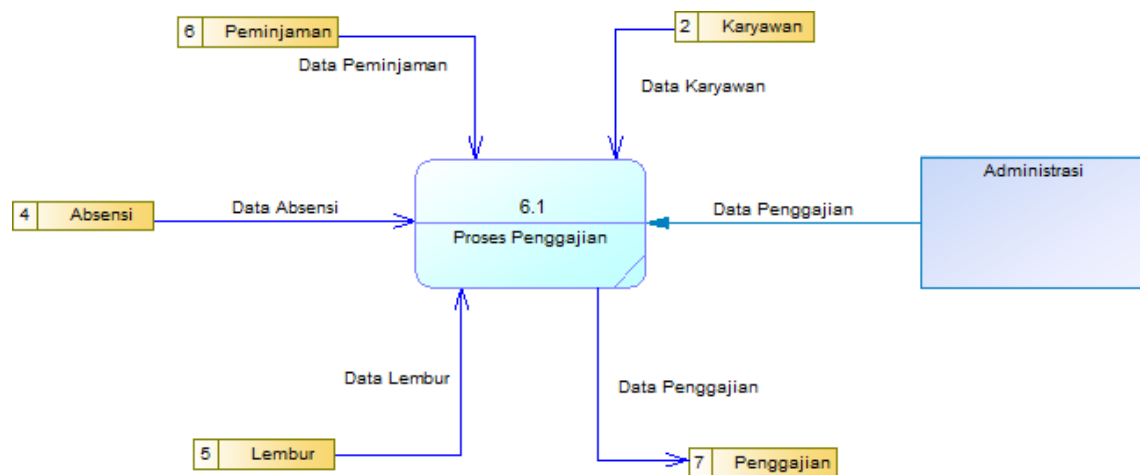 6 Peminjaman
2 Karyawan
Data Peminjaman
Data Karyawan
Administrasi
4 Absensi
Data Absensi
6.1
Proses Penggajian
Data Penggajian
Data Lembur
Data Penggajian
5 Lembur
7 Penggajian